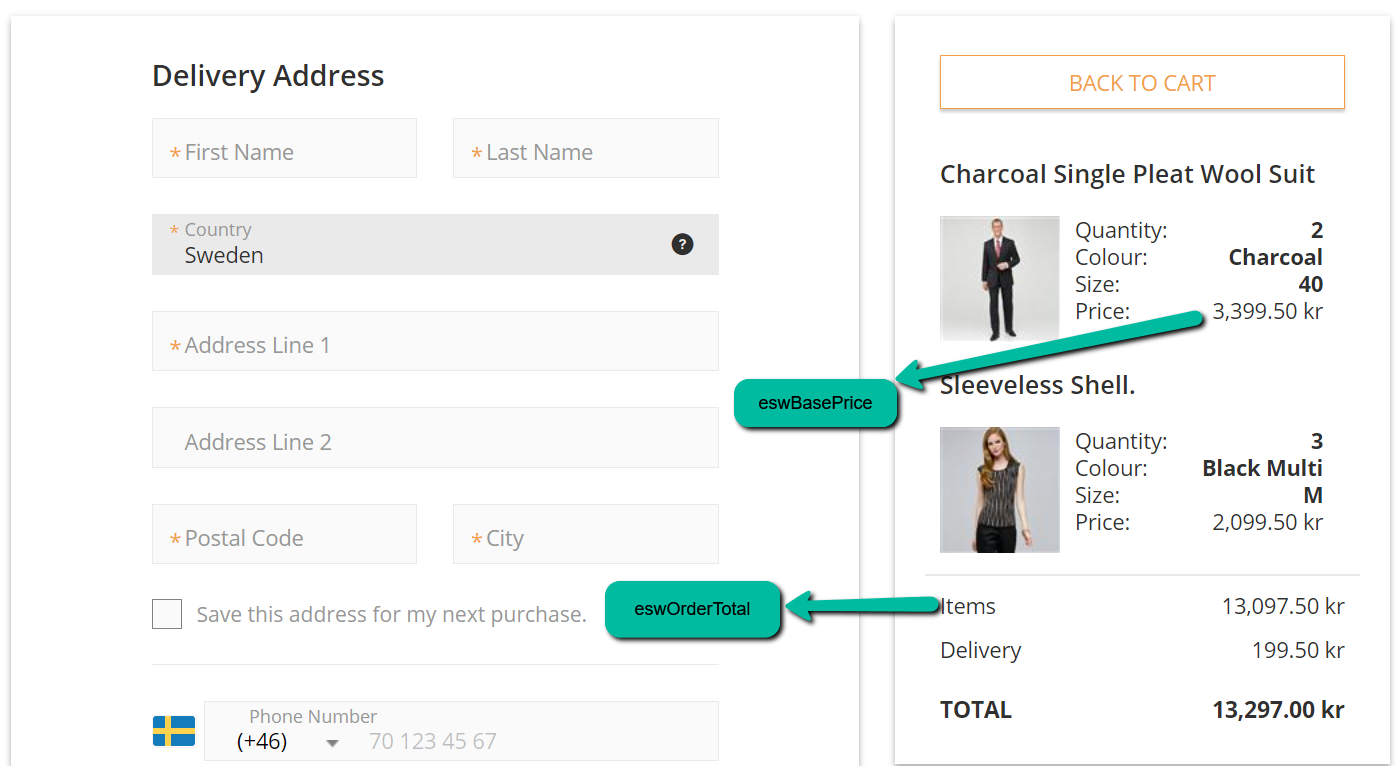 Delivery Address
* First Name
* Last Name
* Country
Sweden
?
* Address Line 1
Address Line 2
* Postal Code
* City
Save this address for my next purchase.
Phone Number
(+46)
70 123 45 67
eswBasePrice
eswOrderTotal
BACK TO CART
Charcoal Single Pleat Wool Suit
Quantity: 2
Colour: Charcoal
Size: 40
Price: 3,399.50 kr
Sleeveless Shell.
Quantity: 3
Colour: Black Multi
Size: M
Price: 2,099.50 kr
Items 13,097.50 kr
Delivery 199.50 kr
TOTAL 13,297.00 kr